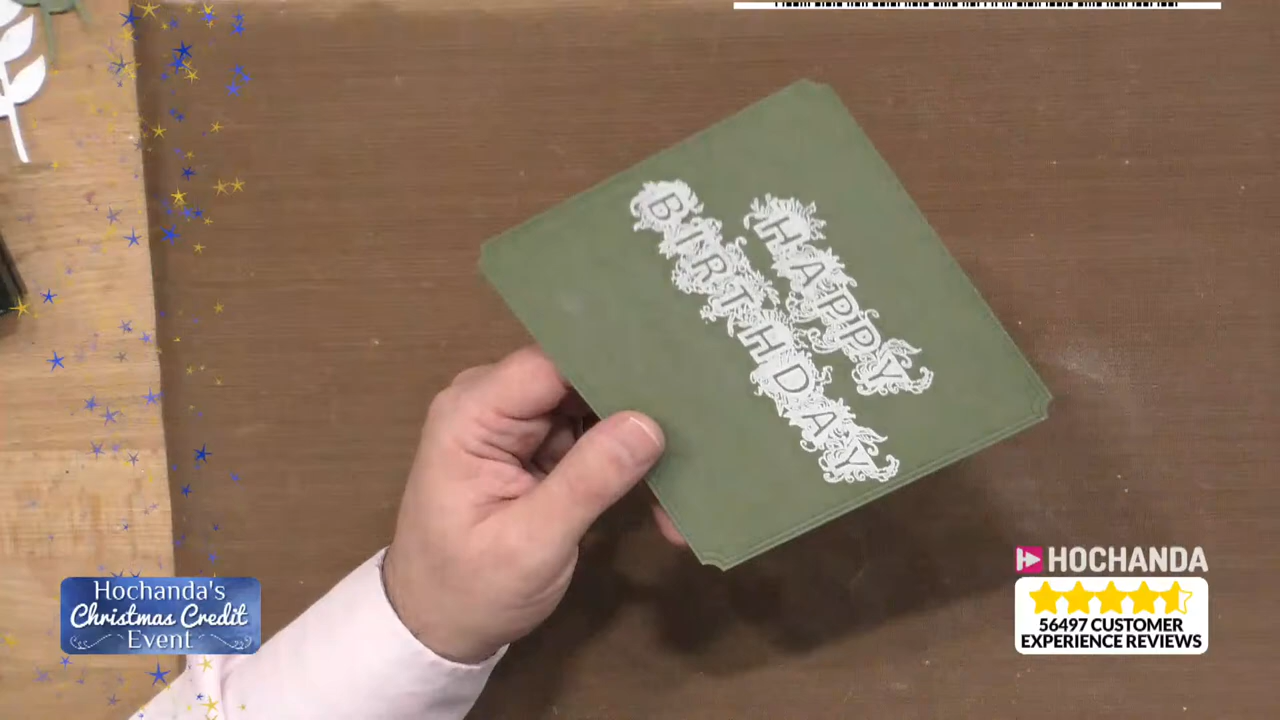 HAPPY
BIRTHDAY
Hochanda's
Christmas Credit
Event
HOCHANDA
56497 CUSTOMER
EXPERIENCE REVIEWS